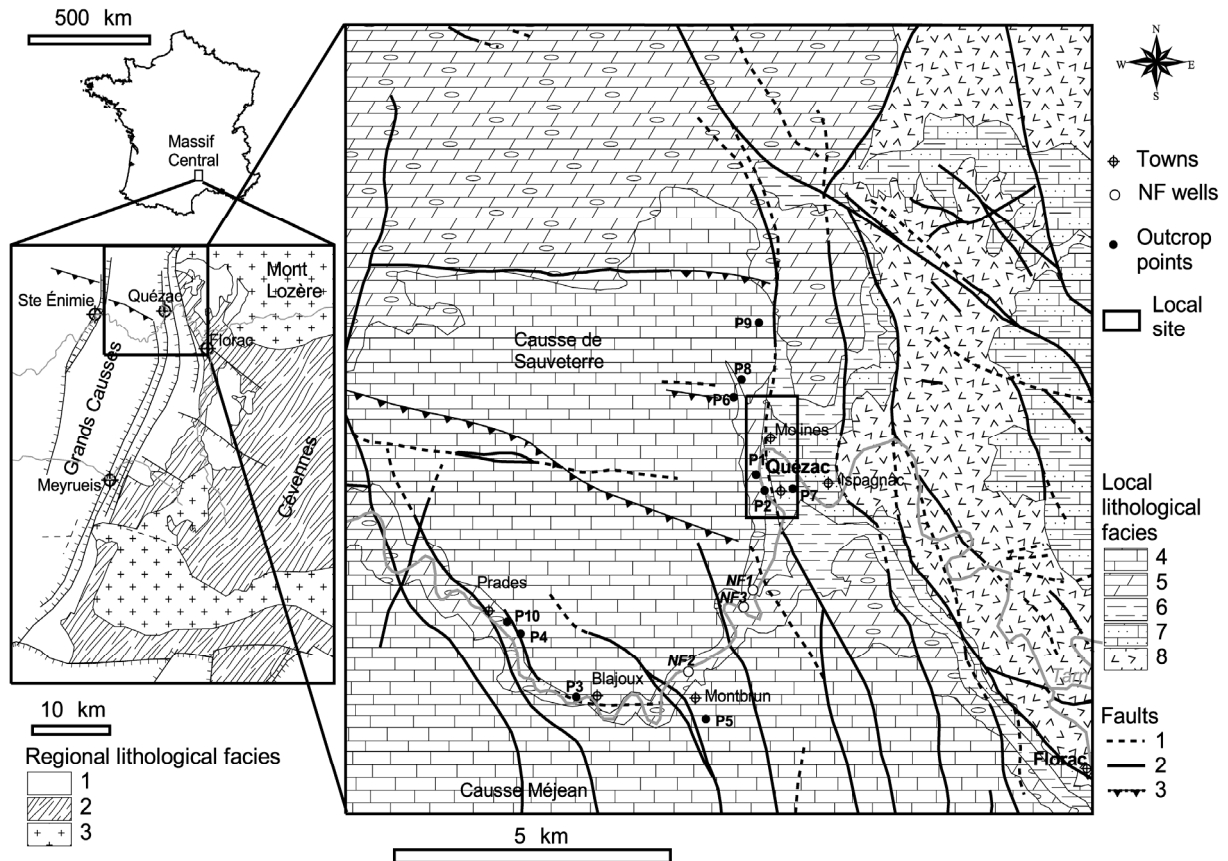 500 km
Massif
Central
Ste Énimie
Quézac
Mont
Lozère
Florac
Grands Causses
Cévennes
Meyrueis
10 km
Regional lithological facies
1
2
3
Causse de
Sauveterre
P9
P8
P6
Molines
P1
Quézac
P2
P7
Ispagnac
Prades
P10
P4
NF1
NF3
NF2
P3
Blajoux
Montbrun
P5
Causse Méjean
Tarn
Florac
5 km
N
W
E
S
Towns
NF wells
Outcrop
points
Local
site
Local
lithological
facies
4
5
6
7
8
Faults
1
2
3